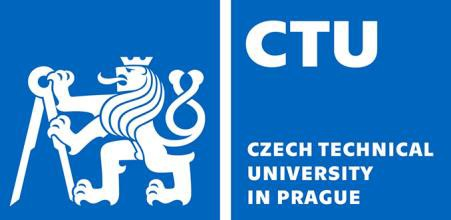 CTU
CZECH TECHNICAL
UNIVERSITY
IN PRAGUE